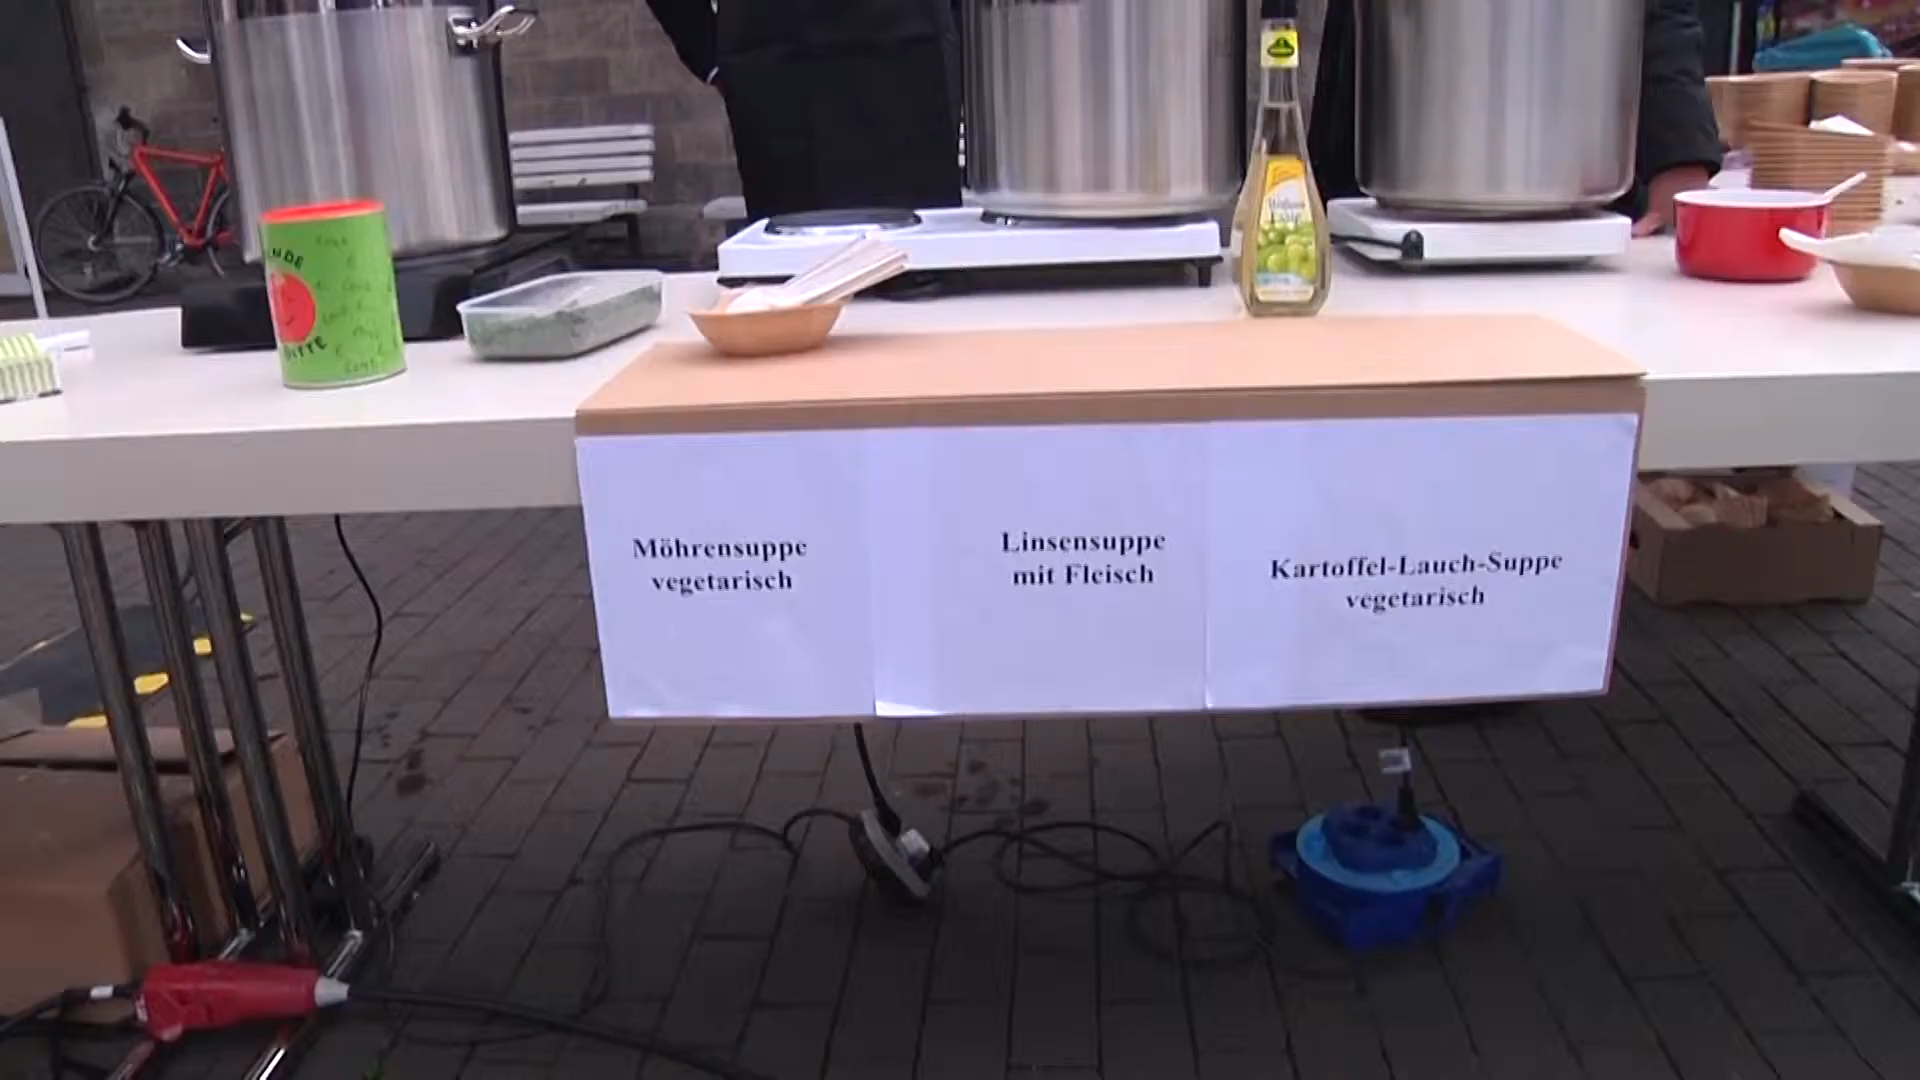 Möhrensuppe
vegetarisch
Linsensuppe
mit Fleisch
Kartoffel-Lauch-Suppe
vegetarisch